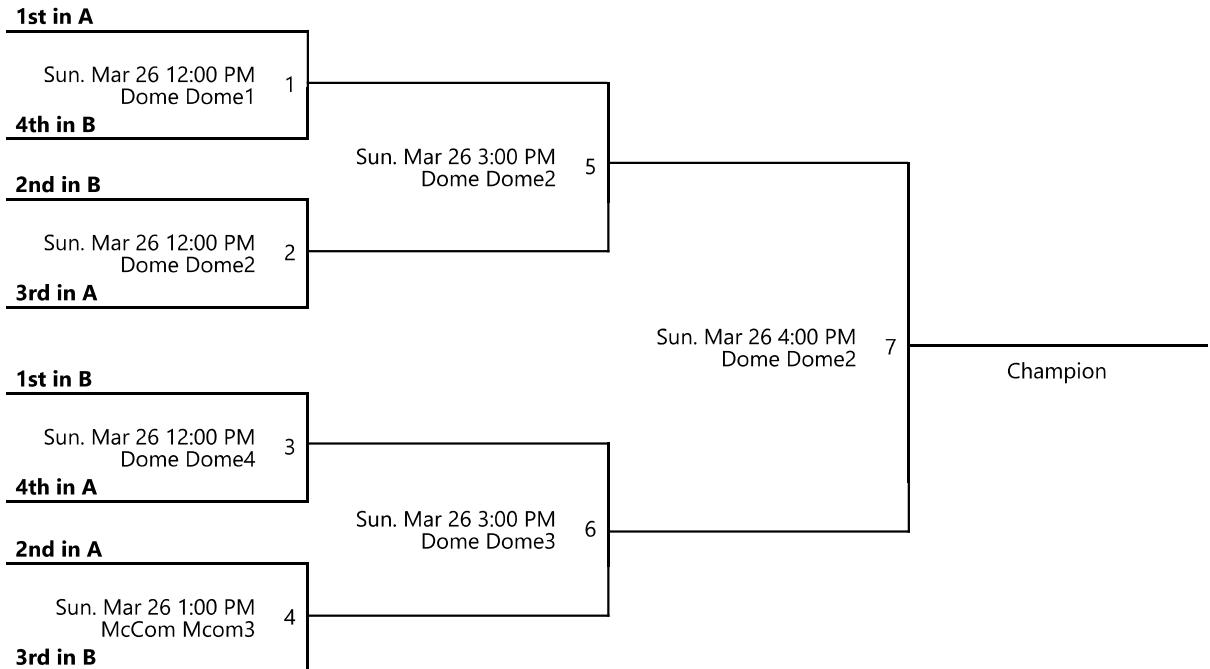 1st in A
Sun. Mar 26 12:00 PM
Dome Dome1
1
4th in B
2nd in B
Sun. Mar 26 12:00 PM
Dome Dome2
2
3rd in A
1st in B
Sun. Mar 26 12:00 PM
Dome Dome4
3
4th in A
2nd in A
Sun. Mar 26 1:00 PM
McCom Mcom3
4
3rd in B
Sun. Mar 26 3:00 PM
Dome Dome2
5
Sun. Mar 26 3:00 PM
Dome Dome3
6
Sun. Mar 26 4:00 PM
Dome Dome2
7
Champion